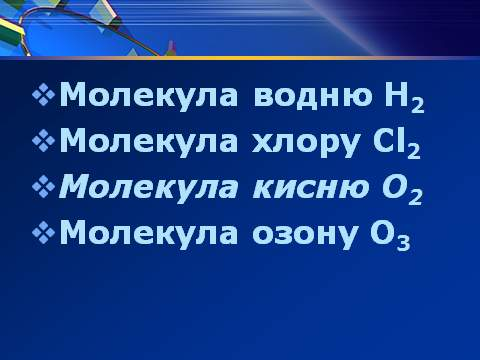 ❖Молекула водню H₂
❖Молекула хлору Cl₂
❖Молекула кисню O₂
❖Молекула озону O₃